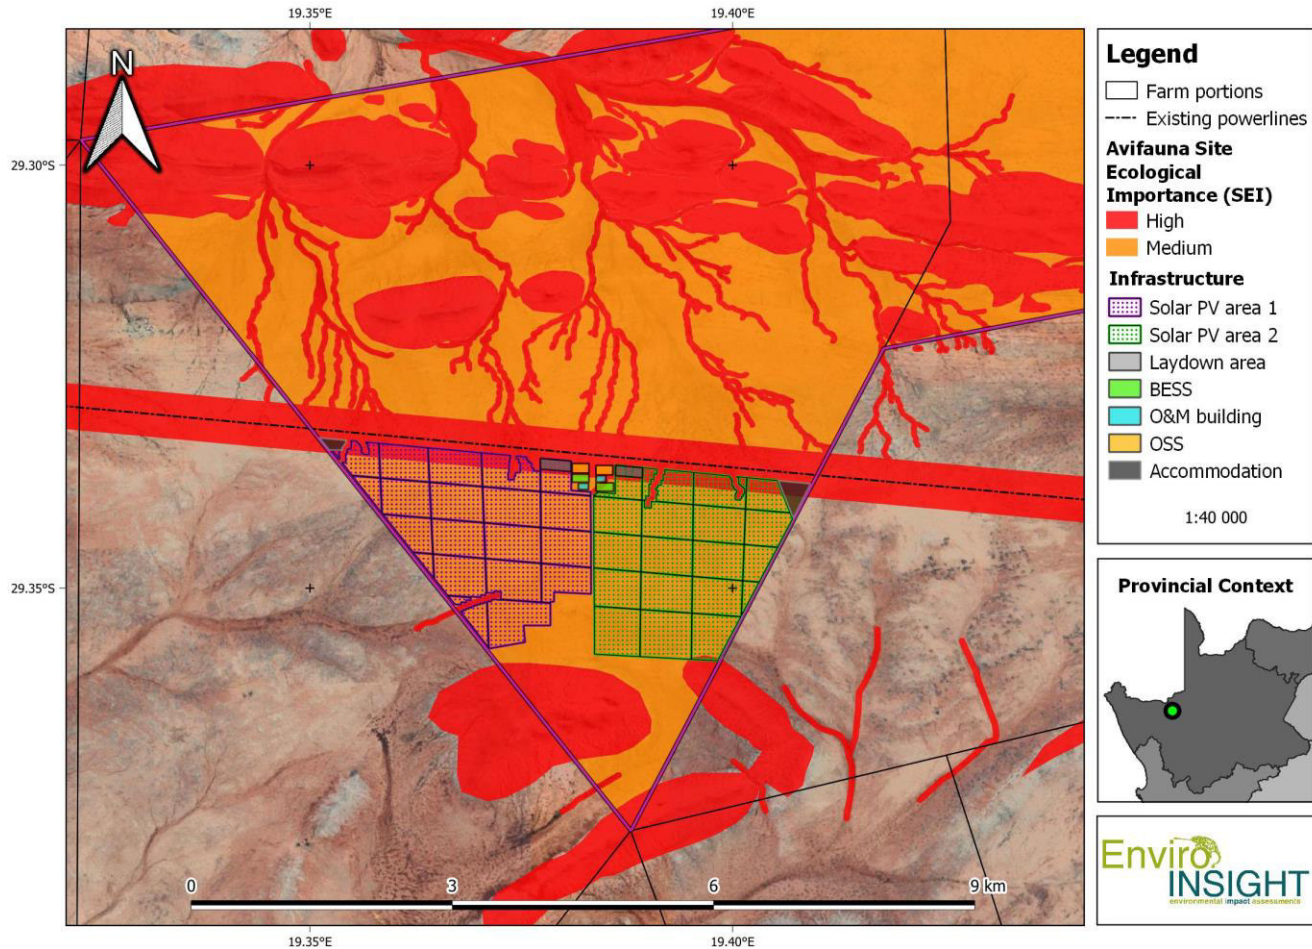 19.35°E
19.40°E
N
29.30°S
29.35°S
0
3
6
9 km
19.35°E
19.40°E
Legend
Farm portions
Existing powerlines
Avifauna Site
Ecological
Importance (SEI)
High
Medium
Infrastructure
Solar PV area 1
Solar PV area 2
Laydown area
BESS
O&M building
OSS
Accommodation
1:40 000
Provincial Context
Enviro
INSIGHT
environmental impact assessments